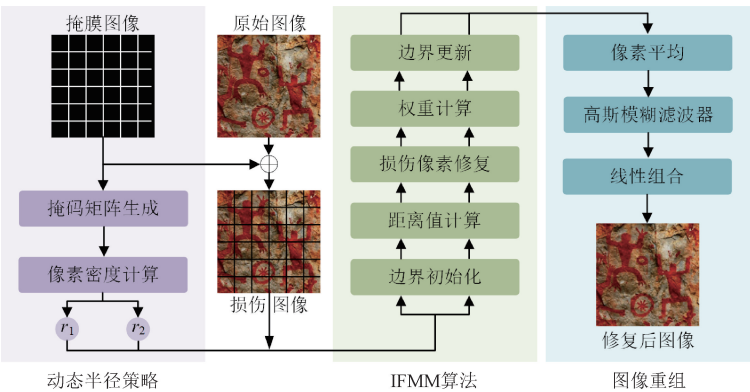 掩膜图像
原始图像
掩码矩阵生成
像素密度计算
r1
r2
损伤图像
动态半径策略
边界更新
权重计算
损伤像素修复
距离值计算
边界初始化
IFMM算法
像素平均
高斯模糊滤波器
线性组合
修复后图像
图像重组